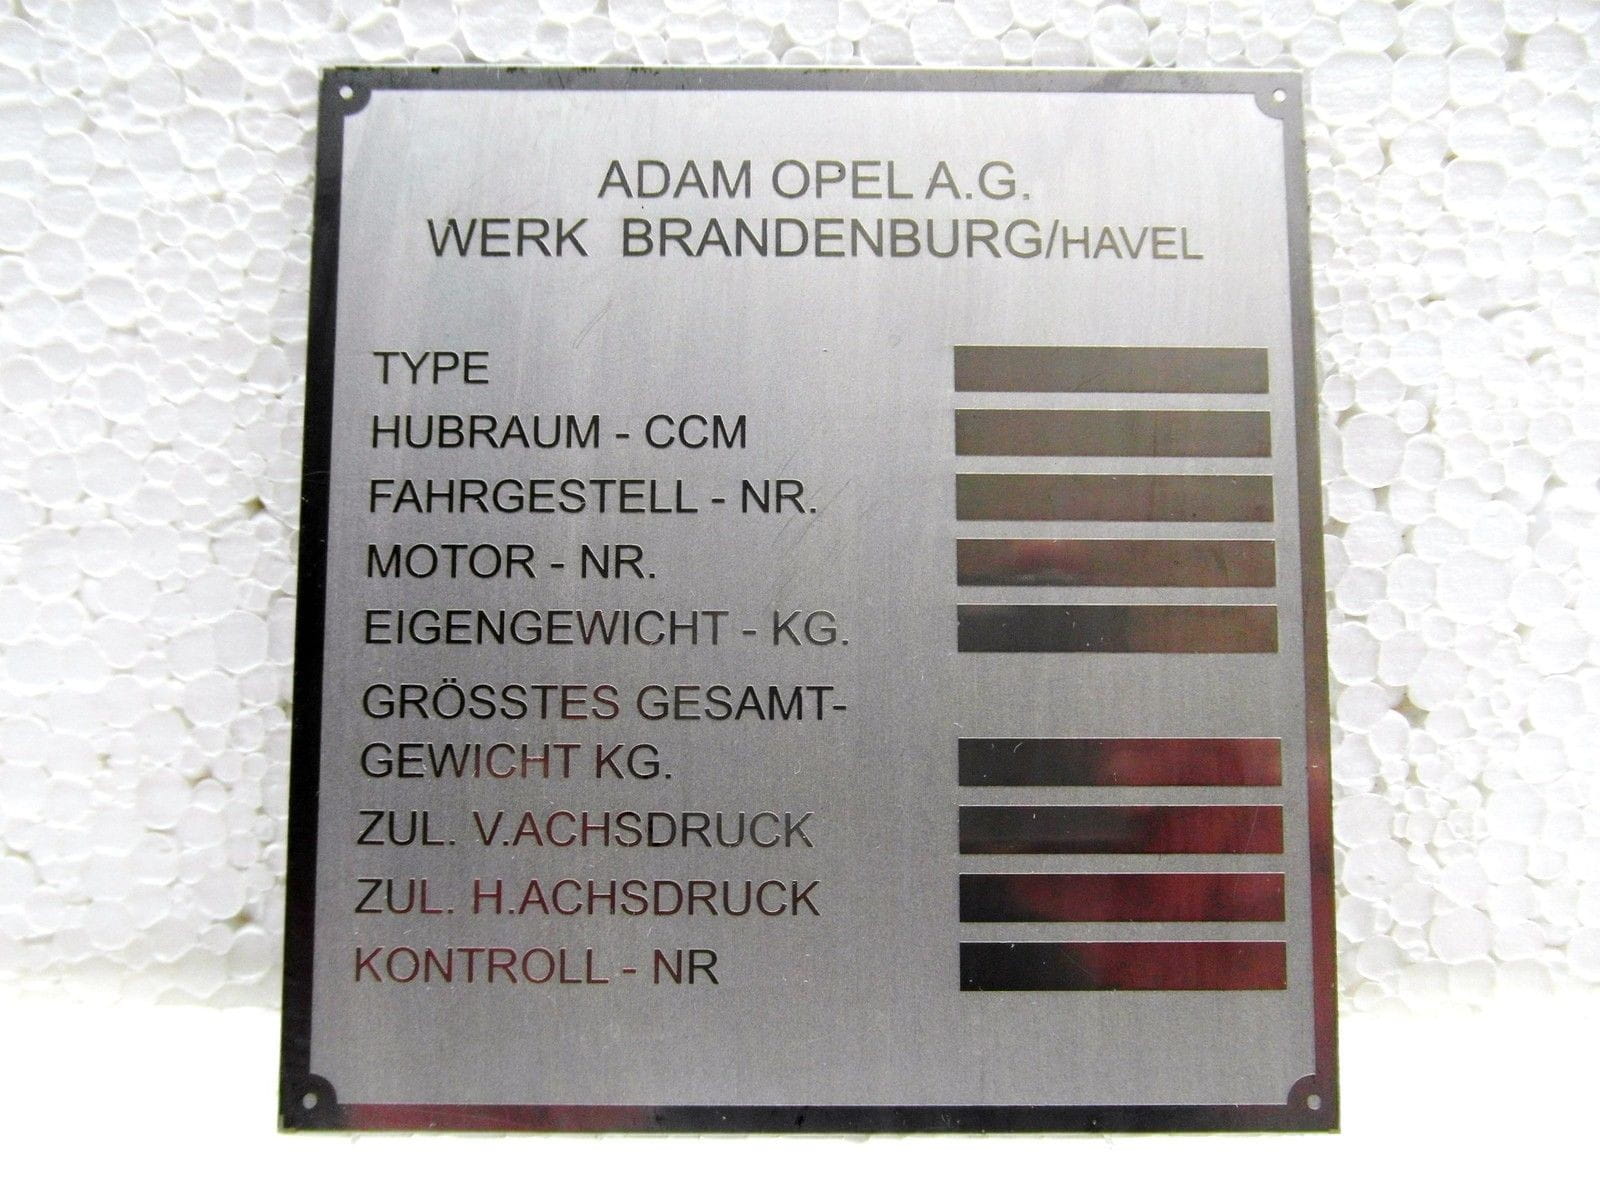 ADAM OPEL A.G.
WERK BRANDENBURG/HAVEL
TYPE
HUBRAUM - CCM
FAHRGESTELL - NR.
MOTOR - NR.
EIGENGEWICHT - KG.
GRÖSSTES GESAMT-
GEWICHT KG.
ZUL. V.ACHSDRUCK
ZUL. H.ACHSDRUCK
KONTROLL - NR